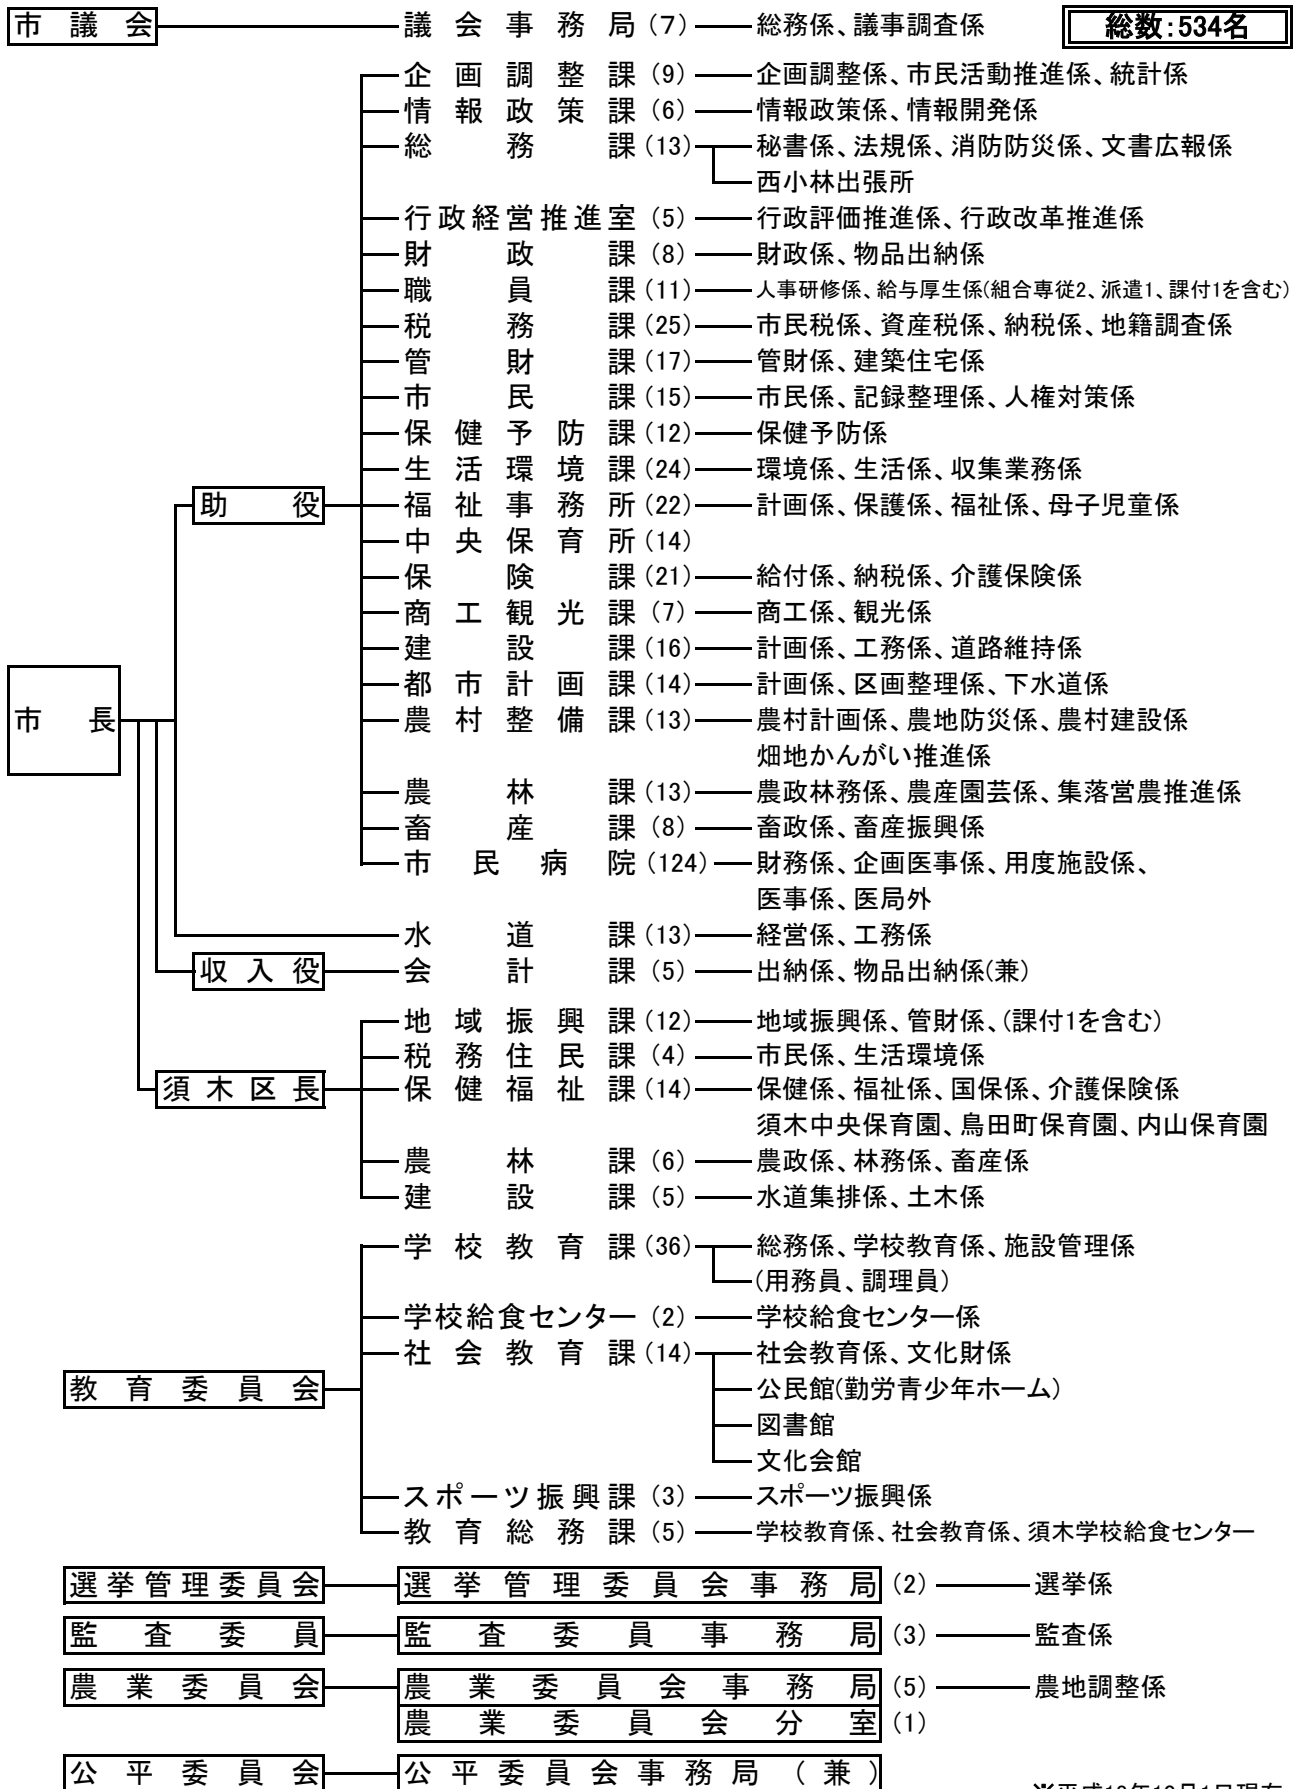 市議会 議会事務局(7) 総務係、議事調査係 総数:534名
企画調整課(9) 企画調整係、市民活動推進係、統計係
情報政策課(6) 情報政策係、情報開発係
総務課(13) 秘書係、法規係、消防防災係、文書広報係
西小林出張所
行政経営推進室(5) 行政評価推進係、行政改革推進係
財政課(8) 財政係、物品出納係
職員課(11) 人事研修係、給与厚生係(組合専従2、派遣1、課付1を含む)
税務課(25) 市民税係、資産税係、納税係、地籍調査係
管財課(17) 管財係、建築住宅係
市民課(15) 市民係、記録整理係、人権対策係
保健予防課(12) 保健予防係
生活環境課(24) 環境係、生活係、収集業務係
助役 福祉事務所(22) 計画係、保護係、福祉係、母子児童係
中央保育所(14)
保険課(21) 給付係、納税係、介護保険係
商工観光課(7) 商工係、観光係
建設課(16) 計画係、工務係、道路維持係
都市計画課(14) 計画係、区画整理係、下水道係
市長 農村整備課(13) 農村計画係、農地防災係、農村建設係
畑地かんがい推進係
農林課(13) 農政林務係、農産園芸係、集落営農推進係
畜産課(8) 畜政係、畜産振興係
市民病院(124) 財務係、企画医事係、用度施設係、
医事係、医局外
水道課(13) 経営係、工務係
収入役 会計課(5) 出納係、物品出納係(兼)
地域振興課(12) 地域振興係、管財係、(課付1を含む)
税務住民課(4) 市民係、生活環境係
須木区長 保健福祉課(14) 保健係、福祉係、国保係、介護保険係
須木中央保育園、鳥田町保育園、内山保育園
農林課(6) 農政係、林務係、畜産係
建設課(5) 水道集排係、土木係
学校教育課(36) 総務係、学校教育係、施設管理係
(用務員、調理員)
学校給食センター(2) 学校給食センター係
社会教育課(14) 社会教育係、文化財係
教育委員会 公民館(勤労青少年ホーム)
図書館
文化会館
スポーツ振興課(3) スポーツ振興係
教育総務課(5) 学校教育係、社会教育係、須木学校給食センター
選挙管理委員会 選挙管理委員会事務局(2) 選挙係
監査委員 監査委員事務局(3) 監査係
農業委員会 農業委員会事務局(5) 農地調整係
農業委員会分室(1)
公平委員会 公平委員会事務局(兼)